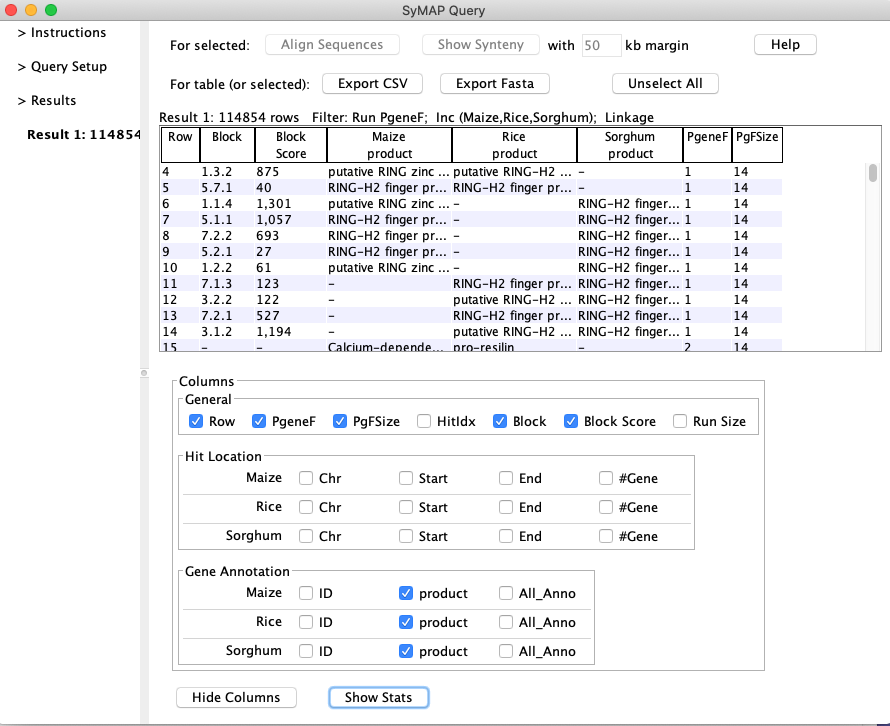 SyMAP Query
> Instructions
> Query Setup
> Results
Result 1: 114854
For selected: Align Sequences Show Synteny with 50 kb margin Help
For table (or selected): Export CSV Export Fasta Unselect All
Result 1: 114854 rows Filter: Run PgeneF; Inc (Maize,Rice,Sorghum); Linkage
Row Block Block Score Maize product Rice product Sorghum product PgeneF PgFSize
4 1.3.2 875 putative RING zinc ... putative RING-H2 ... - 1 14
5 5.7.1 40 RING-H2 finger pr... RING-H2 finger pr... - 1 14
6 1.1.4 1,301 putative RING zinc ... - RING-H2 finger... 1 14
7 5.1.1 1,057 RING-H2 finger pr... - RING-H2 finger... 1 14
8 7.2.2 693 RING-H2 finger pr... - RING-H2 finger... 1 14
9 5.2.1 27 RING-H2 finger pr... - RING-H2 finger... 1 14
10 1.2.2 61 putative RING zinc ... - RING-H2 finger... 1 14
11 7.1.3 123 - RING-H2 finger pr... RING-H2 finger... 1 14
12 3.2.2 122 - putative RING-H2 ... RING-H2 finger... 1 14
13 7.2.1 527 - RING-H2 finger pr... RING-H2 finger... 1 14
14 3.1.2 1,194 - putative RING-H2 ... RING-H2 finger... 1 14
15 - - Calcium-depende... pro-resilin - 2 14
Columns
General
Row PgeneF PgFSize HitIdx Block Block Score Run Size
Hit Location
Maize Chr Start End #Gene
Rice Chr Start End #Gene
Sorghum Chr Start End #Gene
Gene Annotation
Maize ID product All_Anno
Rice ID product All_Anno
Sorghum ID product All_Anno
Hide Columns Show Stats